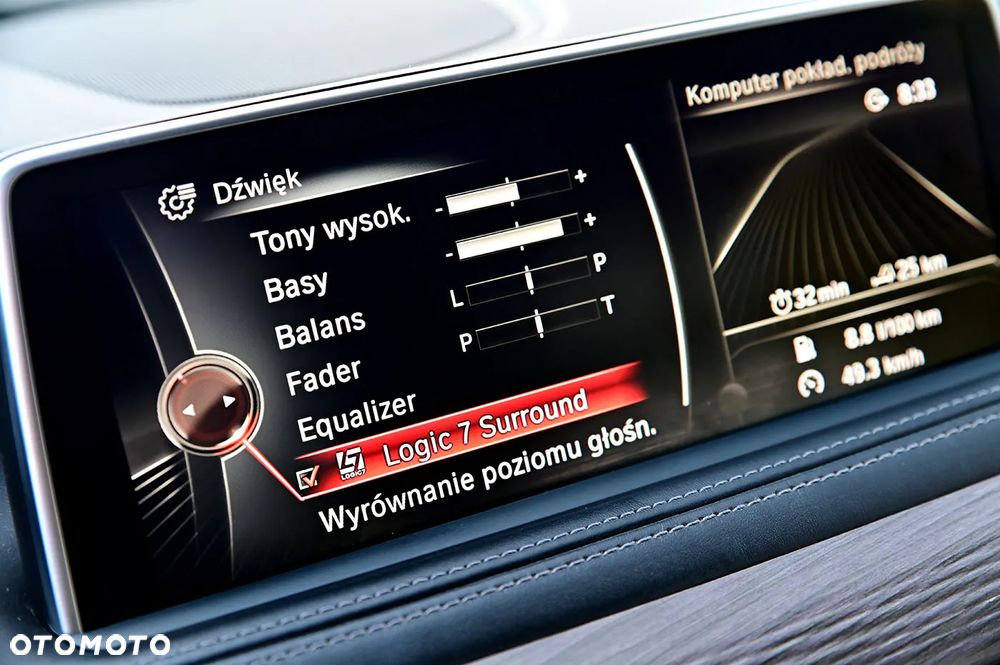 Dźwięk
Tony wysok. - +
Basy - +
Balans L P
Fader P T
Equalizer
LOGIC7 Logic 7 Surround
Wyrównanie poziomu głośn.
Komputer pokład. podróży
8:33
32 min 25 km
8.8 l/100 km
49.3 km/h
OTOMOTO